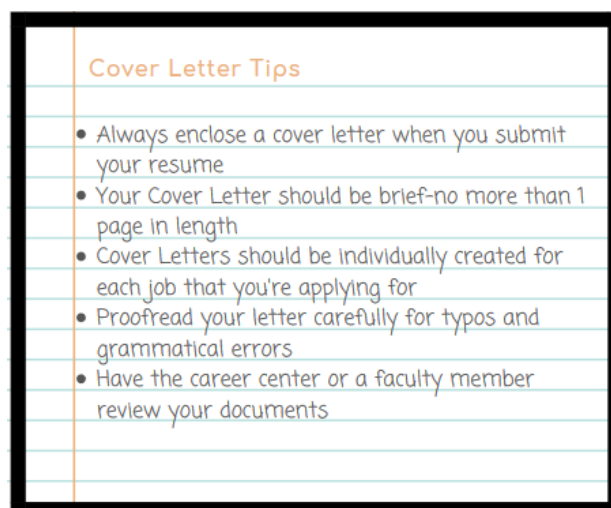 Cover Letter Tips
• Always enclose a cover letter when you submit
your resume
• Your Cover Letter should be brief-no more than 1
page in length
• Cover Letters should be individually created for
each job that you're applying for
• Proofread your letter carefully for typos and
grammatical errors
• Have the career center or a faculty member
review your documents